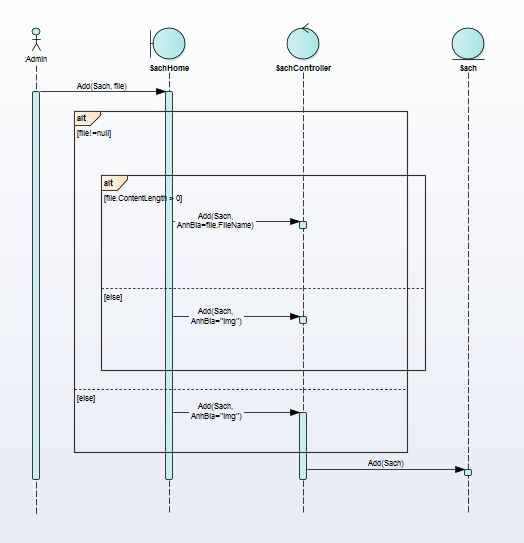 :Admin
SachHome
SachController
Sach
Add(Sach, file)
alt
[file!=null]
alt
[file.ContentLength > 0]
Add(Sach,
AnhBia=file.FileName)
[else]
Add(Sach,
AnhBia="Img")
[else]
Add(Sach,
AnhBia="Img")
Add(Sach)